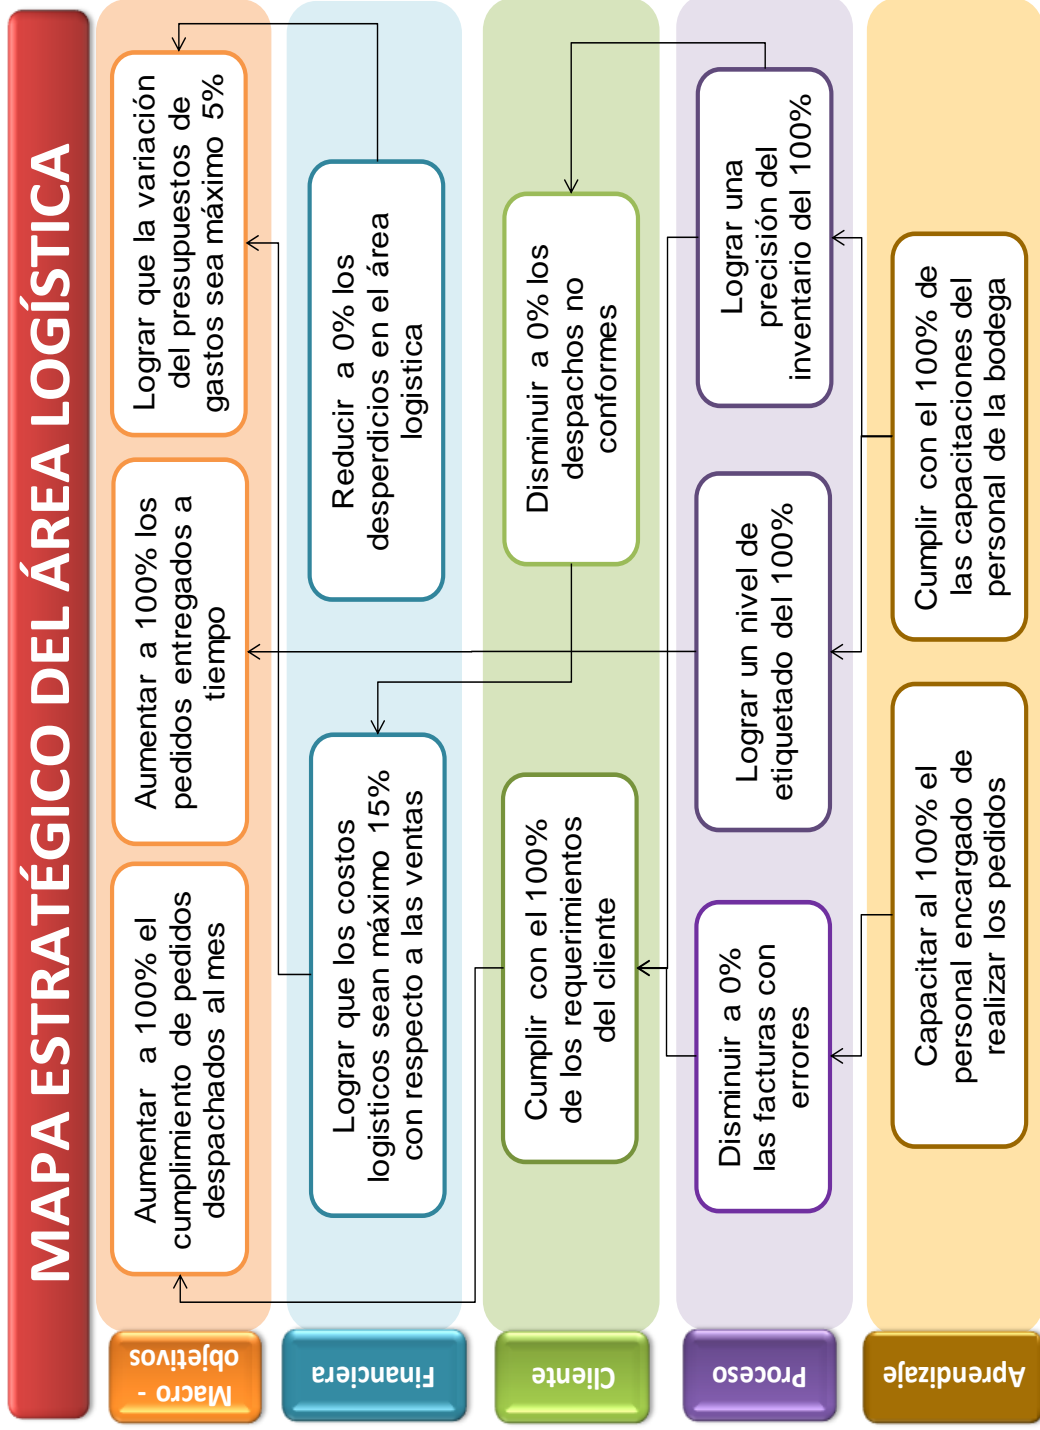 MAPA ESTRATÉGICO DEL ÁREA LOGÍSTICA
Macro -
objetivos
Aumentar a 100% el
cumplimiento de pedidos
despachados al mes
Aumentar a 100% los
pedidos entregados a
tiempo
Lograr que la variación
del presupuestos de
gastos sea máximo 5%
Financiera
Lograr que los costos
logisticos sean máximo 15%
con respecto a las ventas
Reducir a 0% los
desperdicios en el área
logistica
Cliente
Cumplir con el 100%
de los requerimientos
del cliente
Disminuir a 0% los
despachos no
conformes
Proceso
Disminuir a 0%
las facturas con
errores
Lograr un nivel de
etiquetado del 100%
Lograr una
precisión del
inventario del 100%
Aprendizaje
Capacitar al 100% el
personal encargado de
realizar los pedidos
Cumplir con el 100% de
las capacitaciones del
personal de la bodega